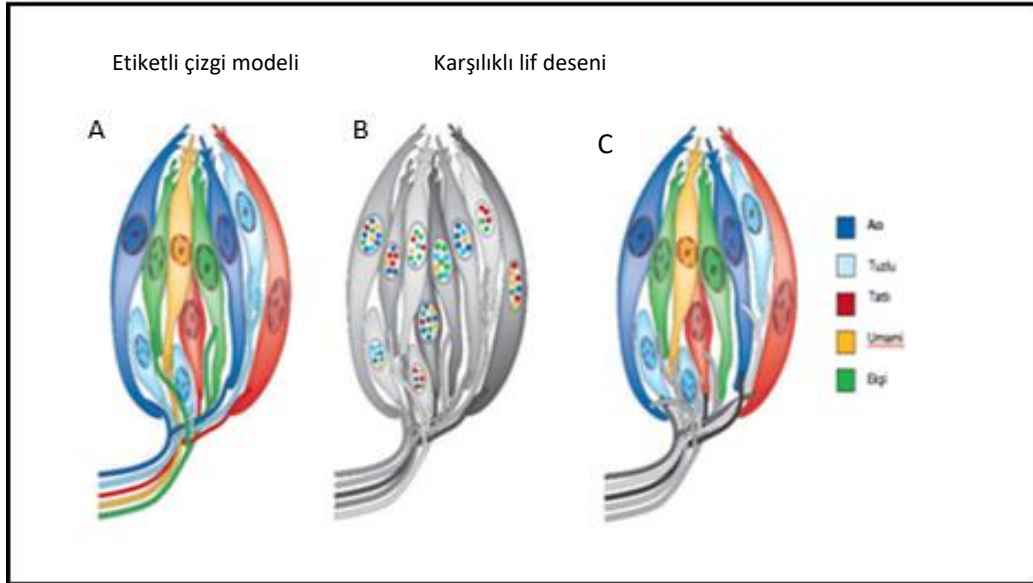 Etiketli çizgi modeli
Karşılıklı lif deseni
A
B
C
Acı
Tuzlu
Tatlı
Umami
Ekşi